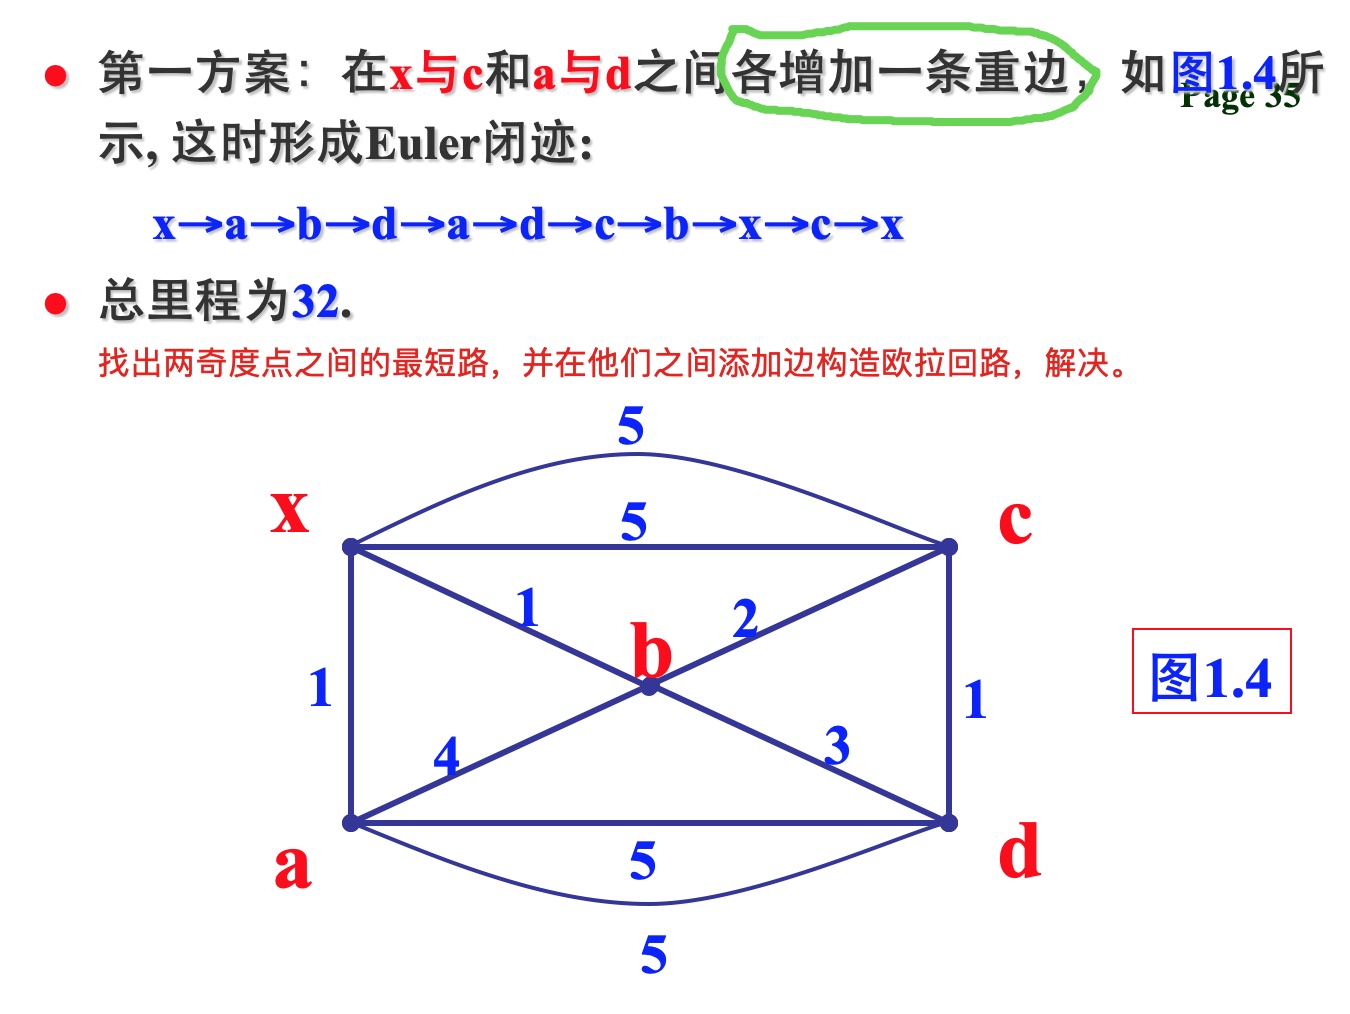 第一方案：在x与c和a与d之间各增加一条重边，如图1.4所
Page 35
示, 这时形成Euler闭迹:
x→a→b→d→a→d→c→b→x→c→x
总里程为32.
找出两奇度点之间的最短路，并在他们之间添加边构造欧拉回路，解决。
5
x
5
c
1
2
b
1
1
图1.4
4
3
a
5
d
5